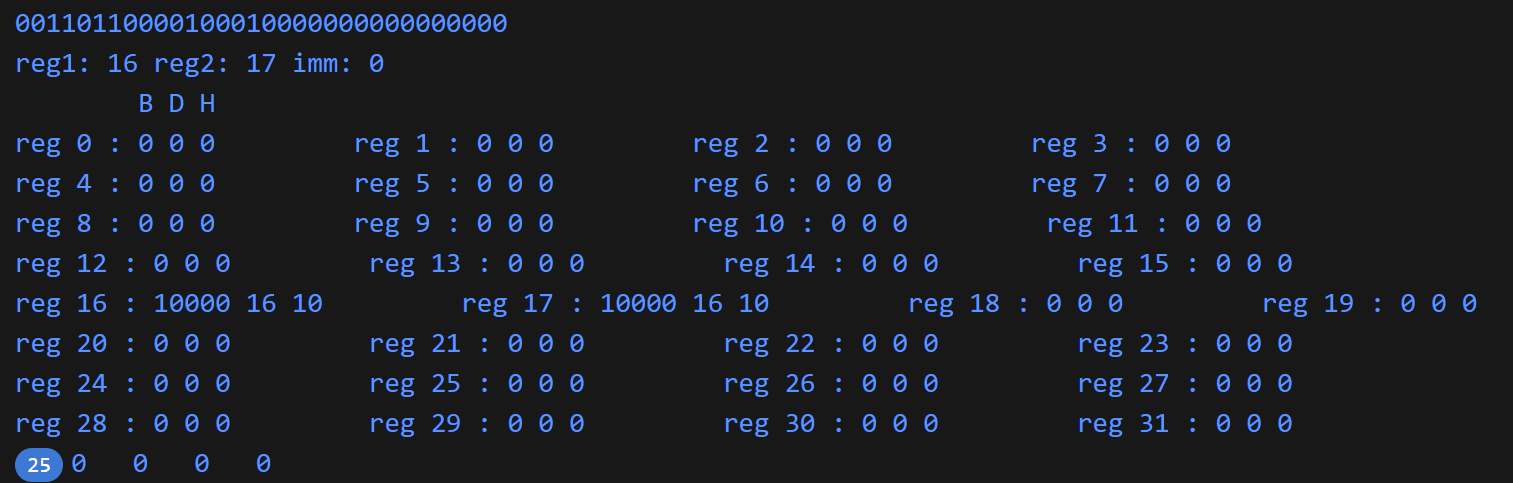 00110110000100010000000000000000
reg1: 16 reg2: 17 imm: 0
B D H
reg 0 : 0 0 0 reg 1 : 0 0 0 reg 2 : 0 0 0 reg 3 : 0 0 0
reg 4 : 0 0 0 reg 5 : 0 0 0 reg 6 : 0 0 0 reg 7 : 0 0 0
reg 8 : 0 0 0 reg 9 : 0 0 0 reg 10 : 0 0 0 reg 11 : 0 0 0
reg 12 : 0 0 0 reg 13 : 0 0 0 reg 14 : 0 0 0 reg 15 : 0 0 0
reg 16 : 10000 16 10 reg 17 : 10000 16 10 reg 18 : 0 0 0 reg 19 : 0 0 0
reg 20 : 0 0 0 reg 21 : 0 0 0 reg 22 : 0 0 0 reg 23 : 0 0 0
reg 24 : 0 0 0 reg 25 : 0 0 0 reg 26 : 0 0 0 reg 27 : 0 0 0
reg 28 : 0 0 0 reg 29 : 0 0 0 reg 30 : 0 0 0 reg 31 : 0 0 0
25 0 0 0 0